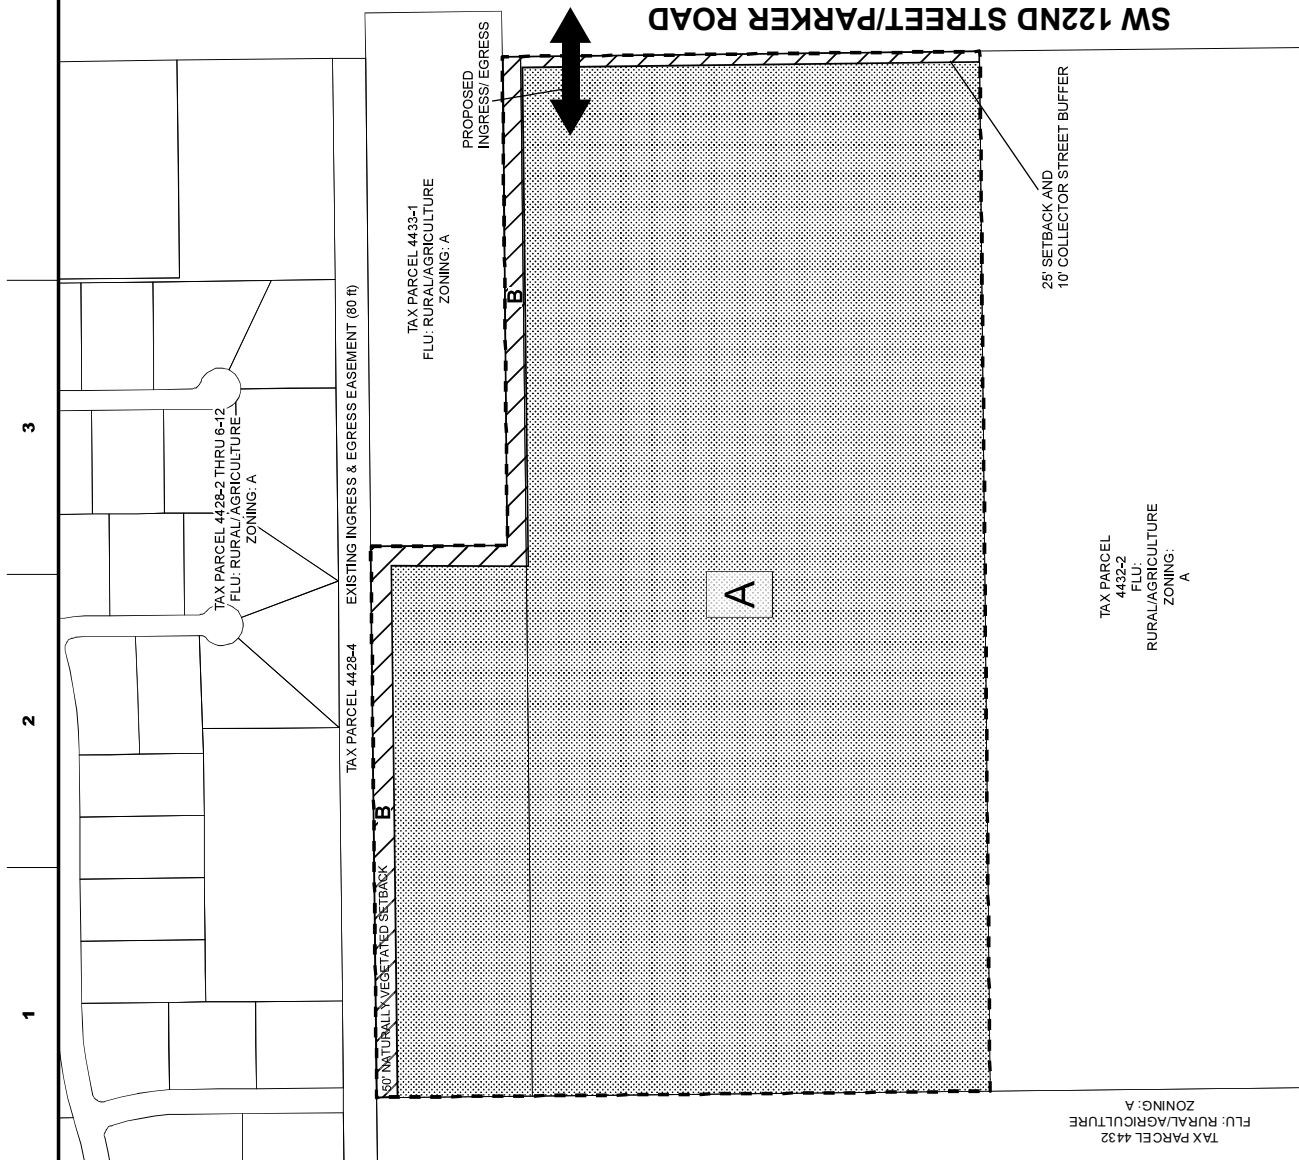 SW 122ND STREET/PARKER ROAD
PROPOSED
INGRESS/ EGRESS
25' SETBACK AND
10' COLLECTOR STREET BUFFER
TAX PARCEL 4433-1
FLU: RURAL/AGRICULTURE
ZONING: A
B
3
TAX PARCEL 4428-2 THRU 6-12
FLU: RURAL/AGRICULTURE
ZONING: A
EXISTING INGRESS & EGRESS EASEMENT (80 ft)
TAX PARCEL 4428-4
A
TAX PARCEL
4432-2
FLU:
RURAL/AGRICULTURE
ZONING:
A
2
B
50' NATURALLY VEGETATED SETBACK
1
TAX PARCEL 4432
FLU: RURAL/AGRICULTURE
ZONING: A